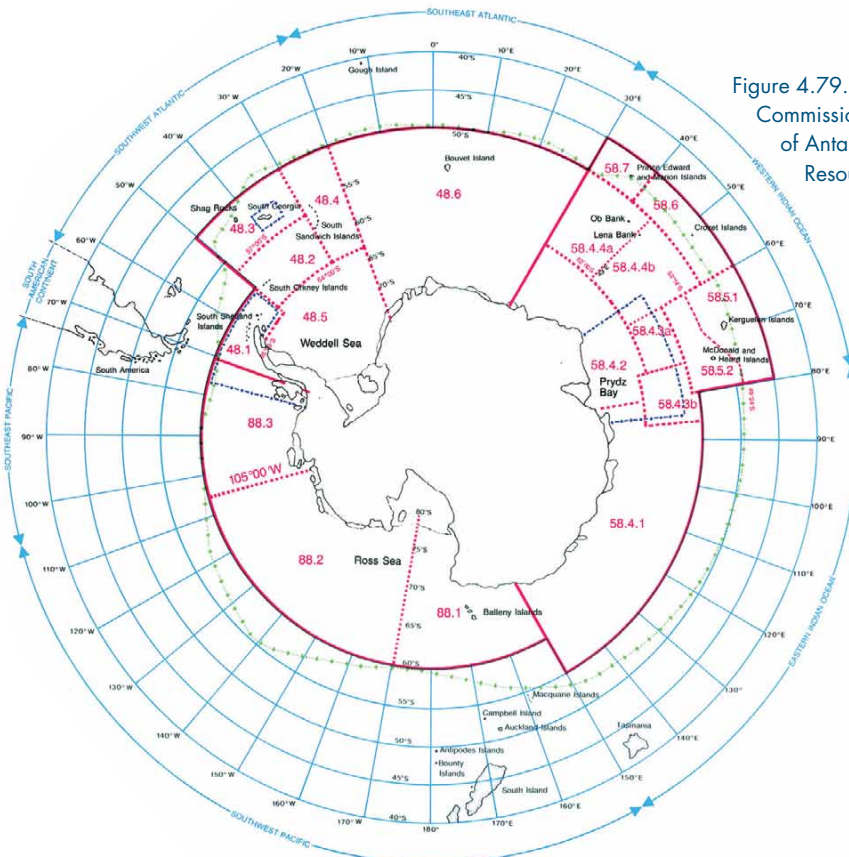 SOUTHEAST ATLANTIC
SOUTHWEST ATLANTIC
WESTERN INDIAN OCEAN
EASTERN INDIAN OCEAN
SOUTHWEST PACIFIC
SOUTHEAST PACIFIC
SOUTH
AMERICAN
CONTINENT
Figure 4.79.
Commission
of Anta
Resou
10°W
0°
40°S
10°E
20°W
20°E
Gough Island
30°W
45°S
30°E
40°W
40°E
50°W
50°S
Bouvet Island
58.7
Prince Edward
and Marion Islands
50°E
48.4
55°S
48.6
58.6
Shag Rocks
South Georgia
Ob Bank
48.3
South
Sandwich Islands
60°S
Lena Bank
Crozet Islands
60°W
48.2
58.4.4a
60°E
65°S
58.4.4b
64°00'S
70°S
South Orkney Islands
58.5.1
70°W
48.5
70°E
South Shetland
Islands
Kerguelen Islands
58.4.3a
48.1
Weddell Sea
McDonald and
Heard Islands
South America
58.4.2
58.5.2
80°W
Prydz
Bay
80°E
58.4.3b
88.3
90°W
90°E
105°00'W
100°W
100°E
80°S
58.4.1
75°S
88.2
Ross Sea
110°W
110°E
70°S
88.1
Balleny Islands
65°S
120°W
120°E
60°S
130°W
130°
55°S
Macquarie Islands
Campbell Island
Auckland Islands
Tasmania
140°W
50°S
140°E
Antipodes Islands
Bounty
Islands
150°W
45°S
150°E
South Island
160°W
40°S
160°E
170°W
180°
170°E